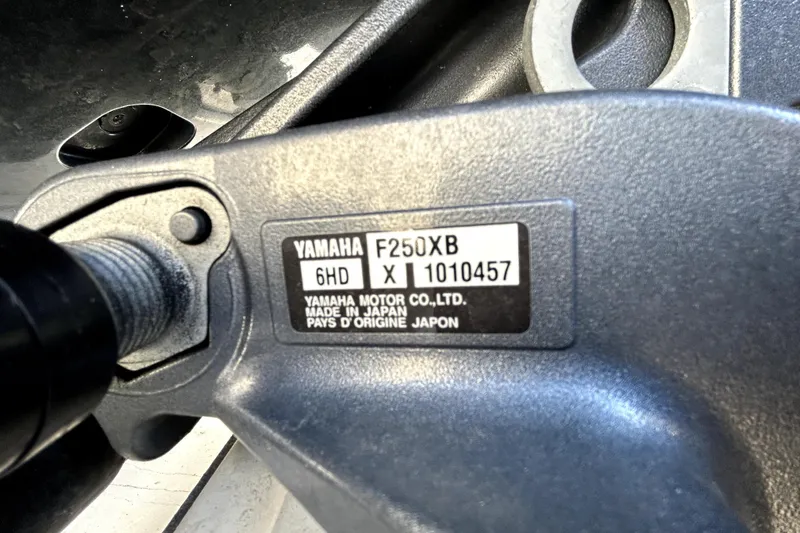 YAMAHA F250XB
6HD X 1010457
YAMAHA MOTOR CO.,LTD.
MADE IN JAPAN
PAYS D'ORIGINE JAPON